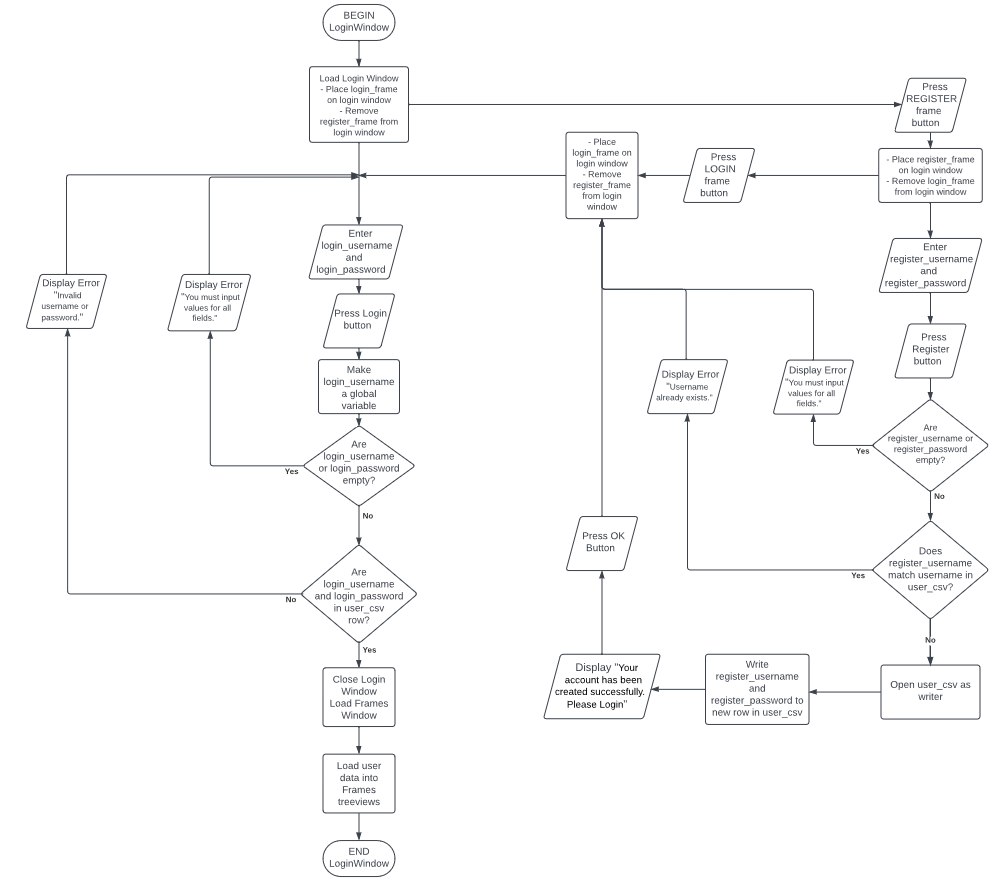 BEGIN
LoginWindow
Load Login Window
- Place login_frame
on login window
- Remove
register_frame from
login window
Press
REGISTER
frame
button
- Place
login_frame on
login window
- Remove
register_frame
from login
window
Press
LOGIN
frame
button
- Place register_frame
on login window
- Remove login_frame
from login window
Enter
login_username
and
login_password
Enter
register_username
and
register_password
Display Error
"Invalid
username or
password."
Display Error
"You must input
values for all
fields."
Press Login
button
Press
Register
button
Make
login_username
a global
variable
Display Error
"Username
already exists."
Display Error
"You must input
values for all
fields."
Are
login_username
or login_password
empty?
Yes
No
Are
register_username or
register_password
empty?
Yes
No
Are
login_username
and login_password
in user_csv
row?
No
Yes
Press OK
Button
Does
register_username
match username in
user_csv?
Yes
No
Close Login
Window
Load Frames
Window
Display "Your
account has been
created successfully.
Please Login"
Write
register_username
and
register_password to
new row in user_csv
Open user_csv as
writer
Load user
data into
Frames
treeviews
END
LoginWindow